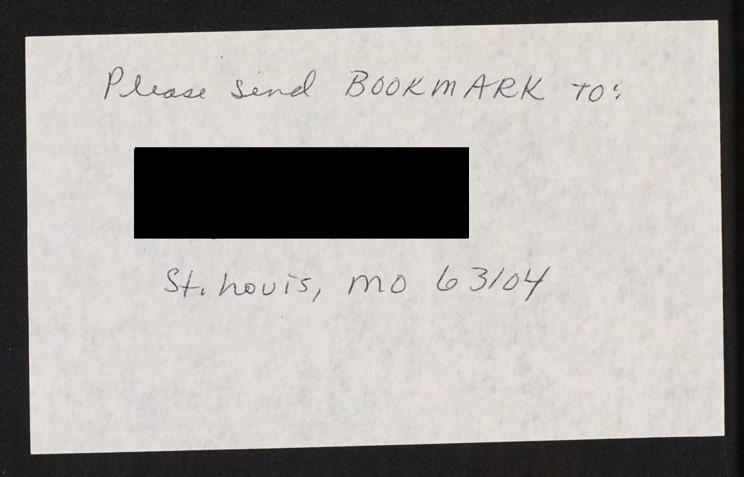 Please send BOOKMARK TO:
St. Louis, MO 63104